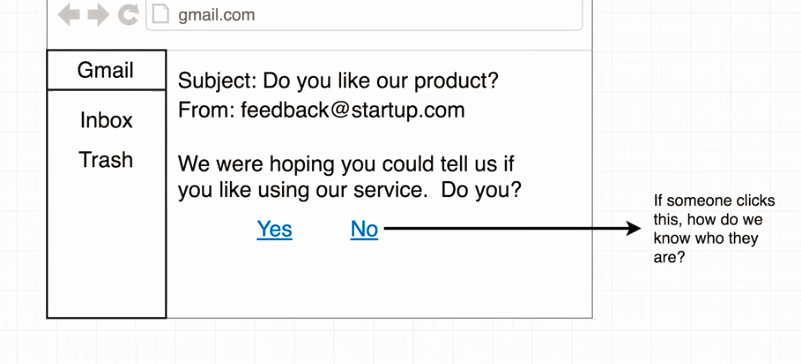 gmail.com
Gmail
Inbox
Trash
Subject: Do you like our product?
From: feedback@startup.com
We were hoping you could tell us if
you like using our service.  Do you?
Yes
No
If someone clicks
this, how do we
know who they
are?